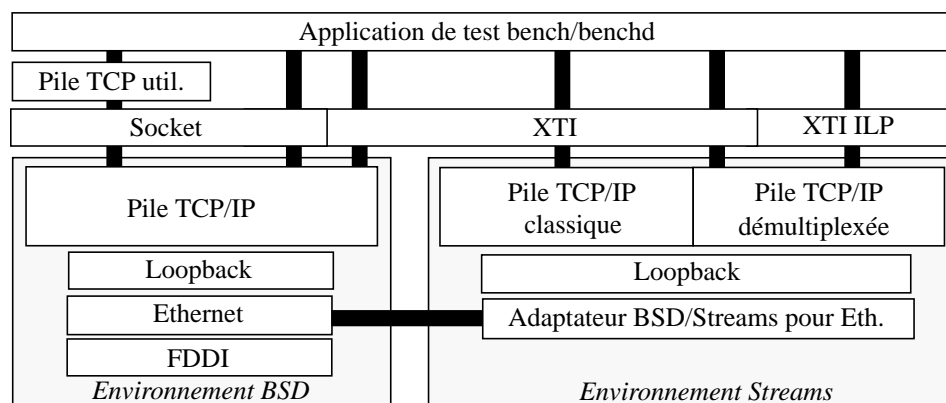 Application de test bench/benchd
Pile TCP util.
Socket
XTI
XTI ILP
Pile TCP/IP
Pile TCP/IP
classique
Pile TCP/IP
démultiplexée
Loopback
Loopback
Ethernet
Adaptateur BSD/Streams pour Eth.
FDDI
Environnement BSD
Environnement Streams